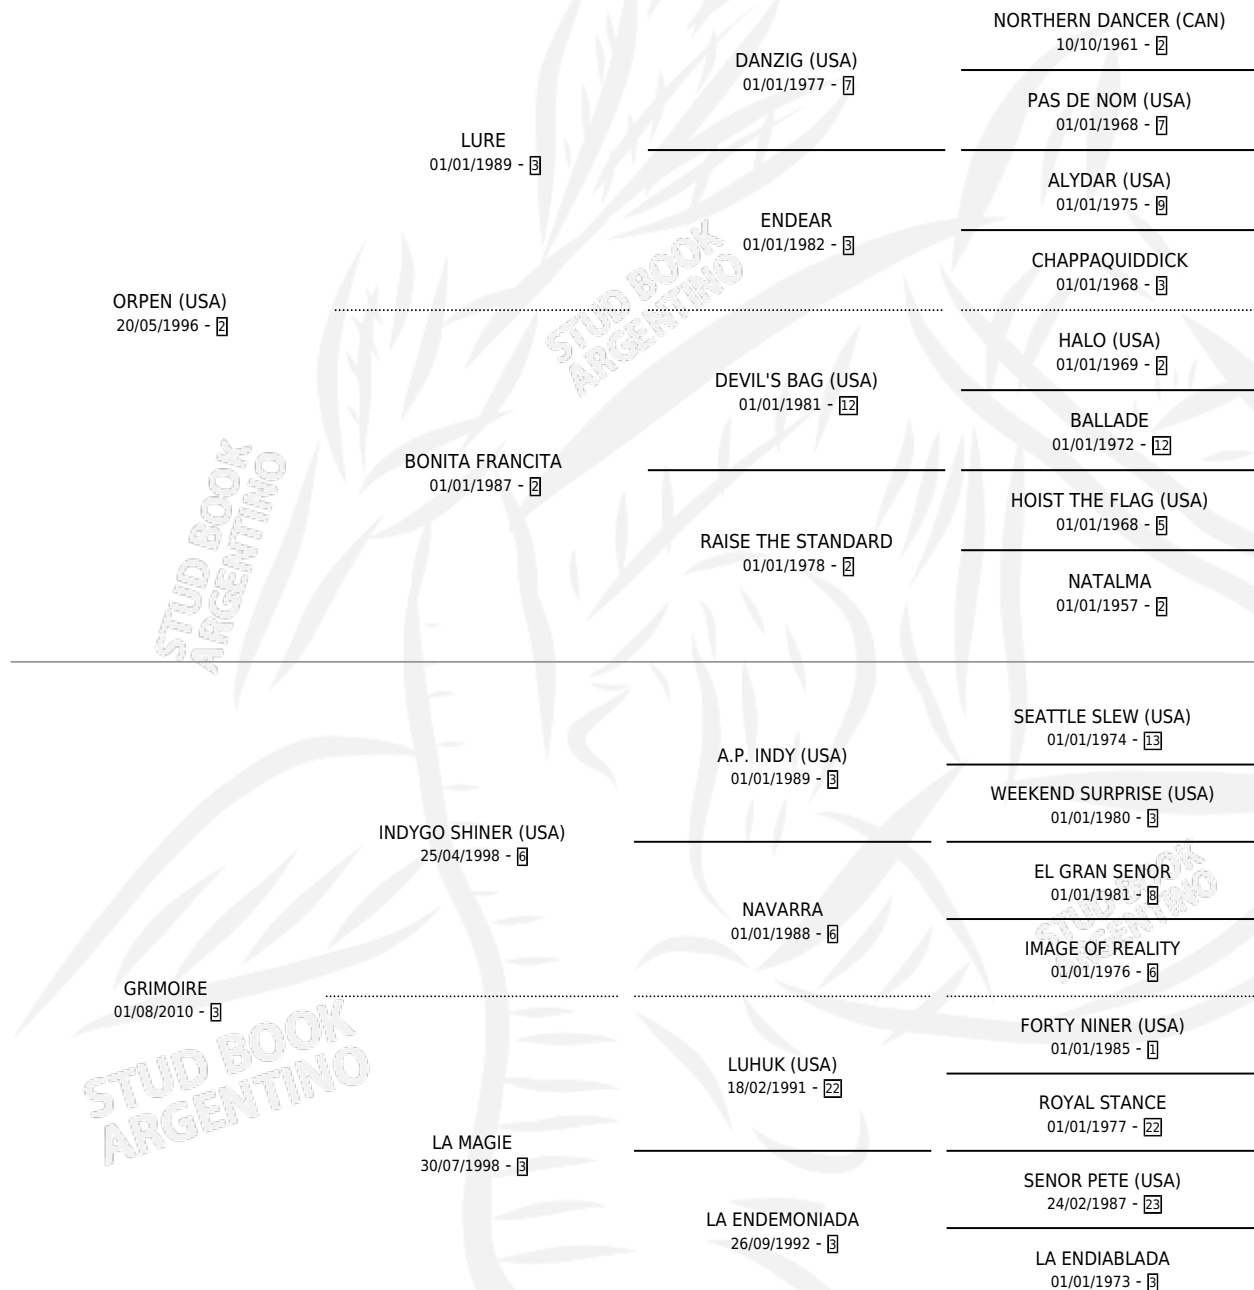 NORTHERN DANCER (CAN)
10/10/1961 - 2
DANZIG (USA)
01/01/1977 - 7
PAS DE NOM (USA)
01/01/1968 - 7
LURE
01/01/1989 - 3
ALYDAR (USA)
01/01/1975 - 9
ENDEAR
01/01/1982 - 3
CHAPPAQUIDDICK
01/01/1968 - 3
ORPEN (USA)
20/05/1996 - 2
HALO (USA)
01/01/1969 - 2
DEVIL'S BAG (USA)
01/01/1981 - 12
BALLADE
01/01/1972 - 12
BONITA FRANCITA
01/01/1987 - 2
HOIST THE FLAG (USA)
01/01/1968 - 5
RAISE THE STANDARD
01/01/1978 - 2
NATALMA
01/01/1957 - 2
SEATTLE SLEW (USA)
01/01/1974 - 13
A.P. INDY (USA)
01/01/1989 - 3
WEEKEND SURPRISE (USA)
01/01/1980 - 3
INDYGO SHINER (USA)
25/04/1998 - 6
EL GRAN SENOR
01/01/1981 - 8
NAVARRA
01/01/1988 - 6
IMAGE OF REALITY
01/01/1976 - 6
GRIMOIRE
01/08/2010 - 3
FORTY NINER (USA)
01/01/1985 - 1
LUHUK (USA)
18/02/1991 - 22
ROYAL STANCE
01/01/1977 - 22
LA MAGIE
30/07/1998 - 3
SENOR PETE (USA)
24/02/1987 - 23
LA ENDEMONIADA
26/09/1992 - 3
LA ENDIABLADA
01/01/1973 - 3
STUD BOOK
ARGENTINO
STUD BOOK
ARGENTINO
STUD BOOK
ARGENTINO
STUD BOOK
ARGENTINO